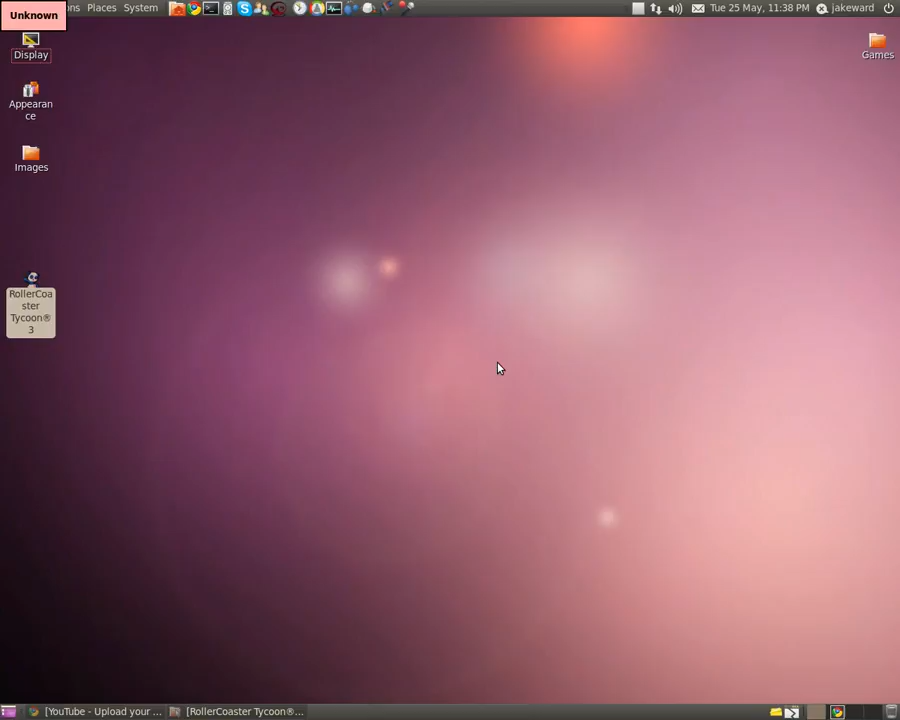 Unknown
ons Places System
Tue 25 May, 11:38 PM
jakeward
Display
Appearan
ce
Images
RollerCoa
ster
Tycoon®
3
Games
[YouTube - Upload your ...
[RollerCoaster Tycoon®...